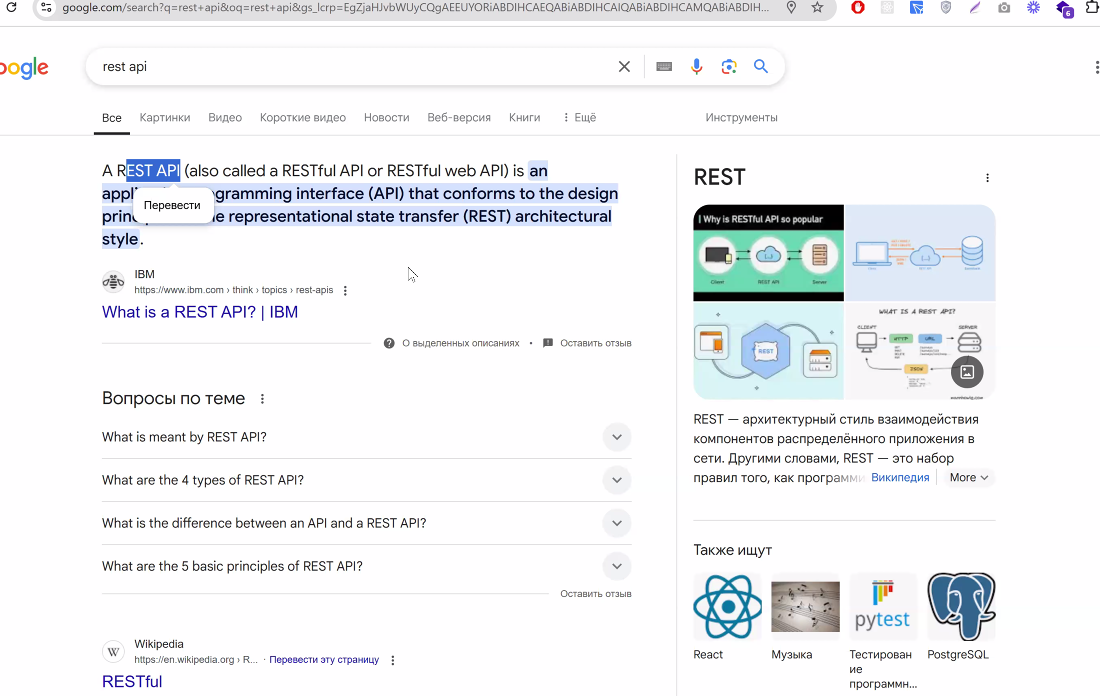 google.com/search?q=rest+api&oq=rest+api&gs_lcrp=EgZjaHJvbWUyCQgAEEUYORiABDIHCAEQABiABDIHCAIQABiABDIHCAMQABiABDIH...
6
oogle
rest api
Все
Картинки
Видео
Короткие видео
Новости
Веб-версия
Книги
Ещё
Инструменты
A REST API (also called a RESTful API or RESTful web API) is an
gramming interface (API) that conforms to the design
representational state transfer (REST) architectural
style.
Перевести
IBM
https://www.ibm.com › think › topics › rest-apis
What is a REST API? | IBM
О выделенных описаниях • Оставить отзыв
Вопросы по теме
What is meant by REST API?
What are the 4 types of REST API?
What is the difference between an API and a REST API?
What are the 5 basic principles of REST API?
Оставить отзыв
W
Wikipedia
https://en.wikipedia.org › R... · Перевести эту страницу
RESTful
REST
| Why is RESTful API so popular
Client
REST API
Server
REST
WHAT IS A REST API?
CLIENT
HTTP
URL
SERVER
JSON
REST — архитектурный стиль взаимодействия
компонентов распределённого приложения в
сети. Другими словами, REST — это набор
правил того, как программи Википедия
More
Также ищут
pytest
React
Музыка
Тестирован
ие
программн...
PostgreSQL